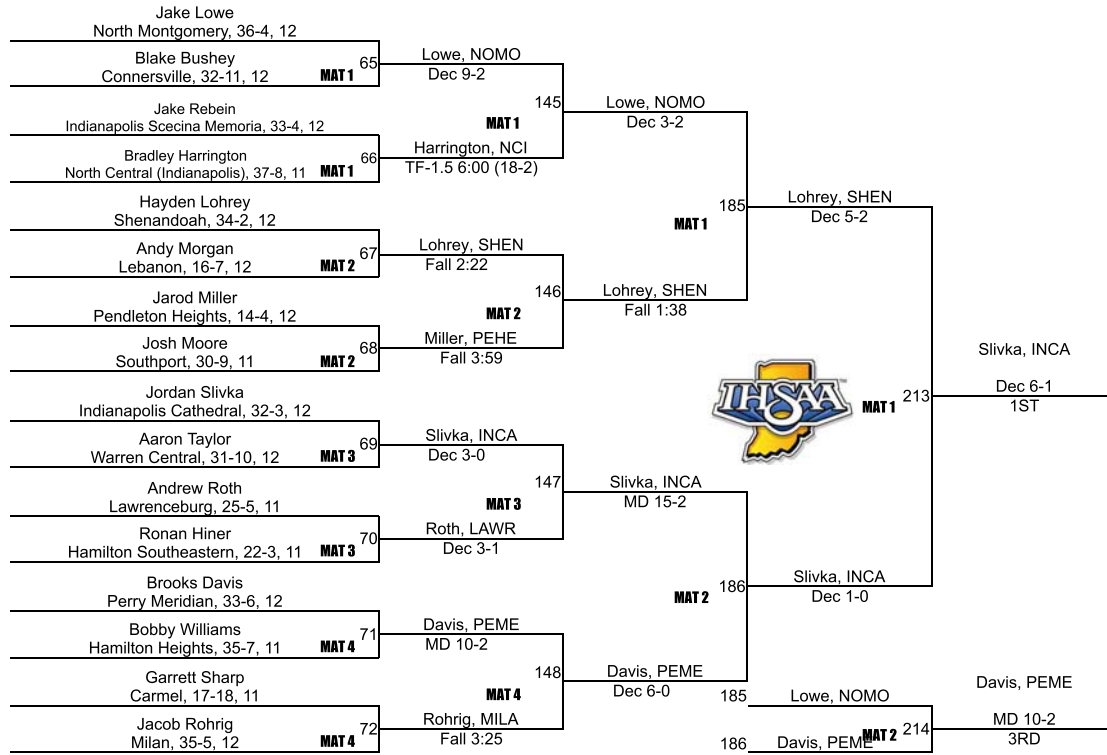 Jake Lowe
North Montgomery, 36-4, 12
Blake Bushey
Connersville, 32-11, 12
MAT 1
65
Jake Rebein
Indianapolis Scecina Memoria, 33-4, 12
Bradley Harrington
North Central (Indianapolis), 37-8, 11
MAT 1
66
Hayden Lohrey
Shenandoah, 34-2, 12
Andy Morgan
Lebanon, 16-7, 12
MAT 2
67
Jarod Miller
Pendleton Heights, 14-4, 12
Josh Moore
Southport, 30-9, 11
MAT 2
68
Jordan Slivka
Indianapolis Cathedral, 32-3, 12
Aaron Taylor
Warren Central, 31-10, 12
MAT 3
69
Andrew Roth
Lawrenceburg, 25-5, 11
Ronan Hiner
Hamilton Southeastern, 22-3, 11
MAT 3
70
Brooks Davis
Perry Meridian, 33-6, 12
Bobby Williams
Hamilton Heights, 35-7, 11
MAT 4
71
Garrett Sharp
Carmel, 17-18, 11
Jacob Rohrig
Milan, 35-5, 12
MAT 4
72
Lowe, NOMO
Dec 9-2
145
MAT 1
Harrington, NCI
TF-1.5 6:00 (18-2)
Lohrey, SHEN
Fall 2:22
146
MAT 2
Miller, PEHE
Fall 3:59
Slivka, INCA
Dec 3-0
147
MAT 3
Roth, LAWR
Dec 3-1
Davis, PEME
MD 10-2
148
MAT 4
Rohrig, MILA
Fall 3:25
Lowe, NOMO
Dec 3-2
185
MAT 1
Lohrey, SHEN
Fall 1:38
Slivka, INCA
MD 15-2
186
MAT 2
Davis, PEME
Dec 6-0
Lohrey, SHEN
Dec 5-2
IHSAA
TM
MAT 1
213
Slivka, INCA
Dec 1-0
Slivka, INCA
Dec 6-1
1ST
185
Lowe, NOMO
MAT 2
214
186
Davis, PEME
Davis, PEME
MD 10-2
3RD